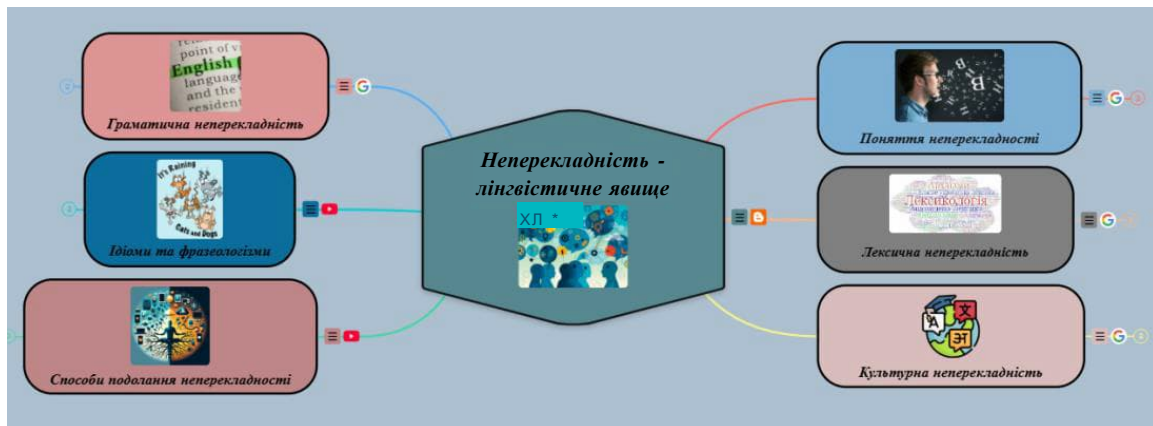 Неперекладність -
лінгвістичне явище
ХЛ *
point of v
English
language
and the
resident
Граматична неперекладність
It's Raining
Cats and Dogs
Ідіоми та фразеологізми
Способи подолання неперекладності
B
Поняття неперекладності
Лексикологія
Лексична неперекладність
A
文
अ
Культурна неперекладність